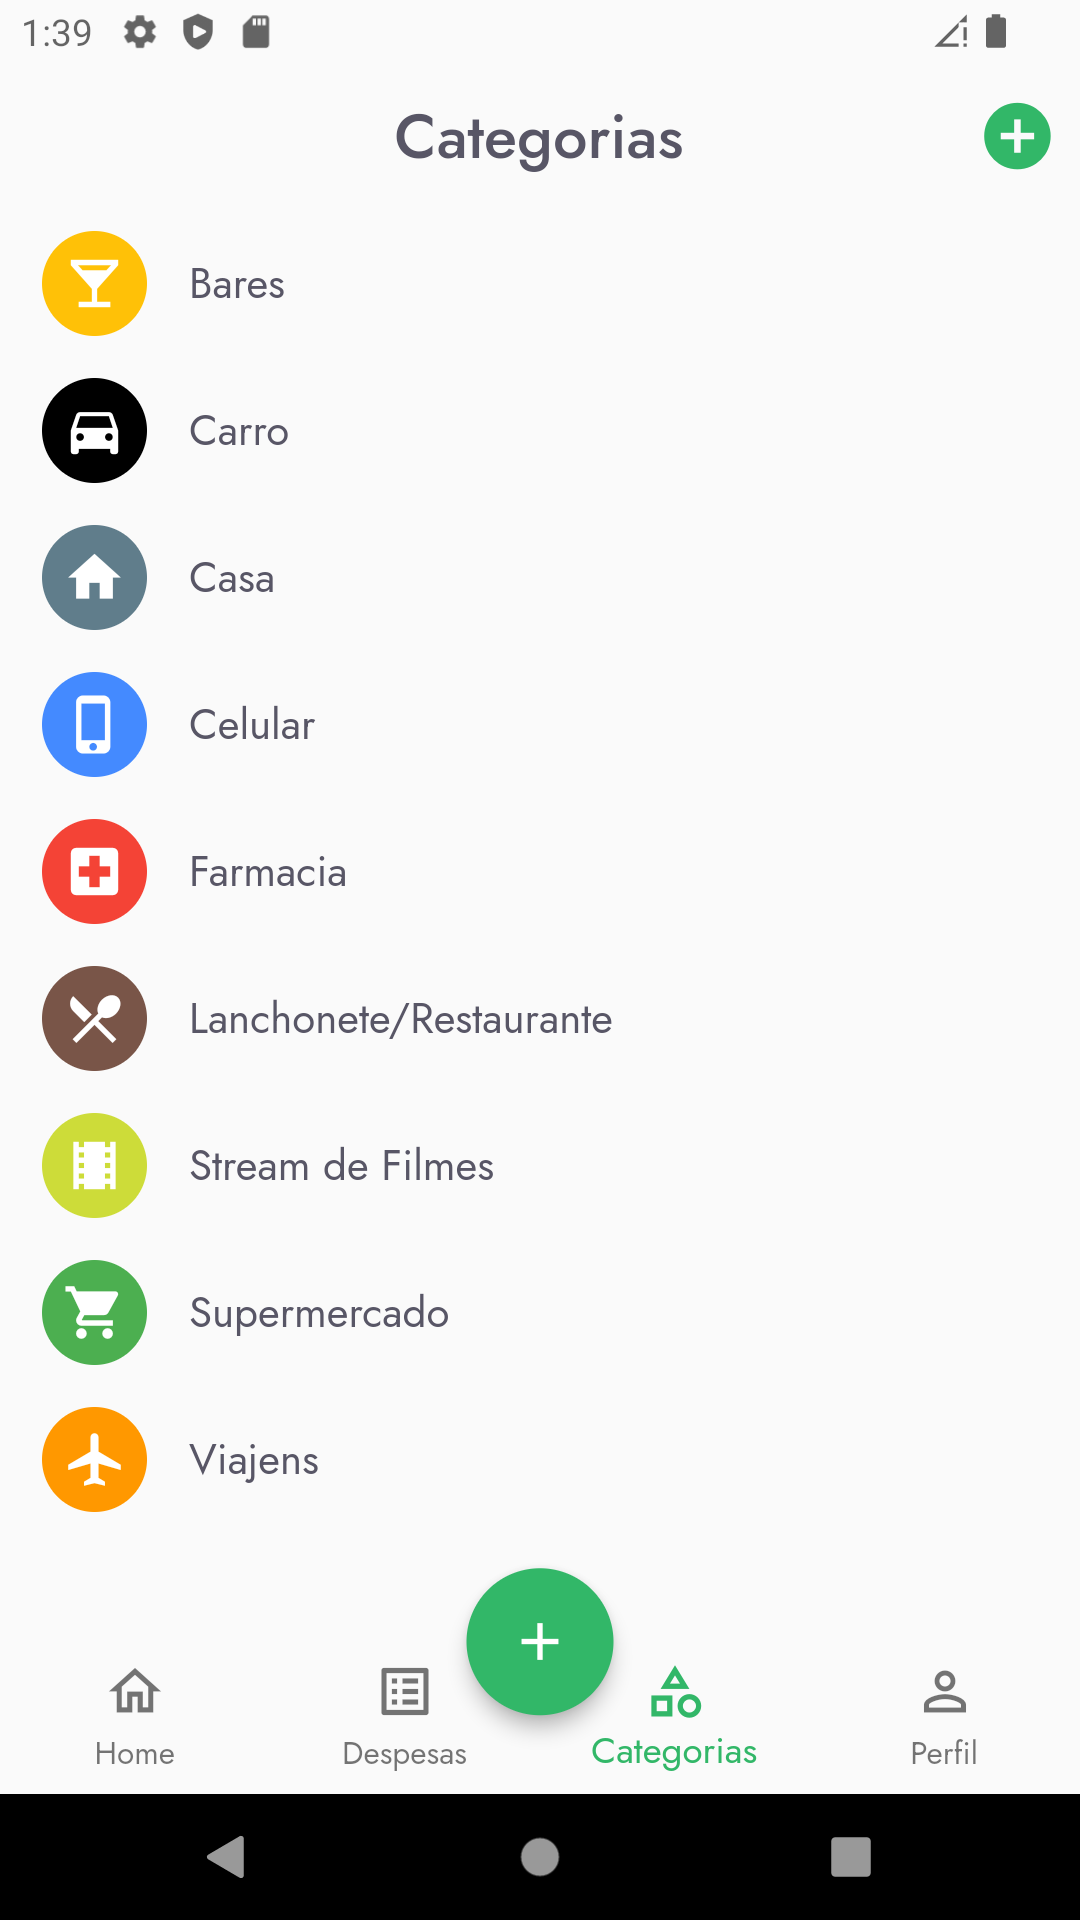 1:39
Categorias
Bares
Carro
Casa
Celular
Farmacia
Lanchonete/Restaurante
Stream de Filmes
Supermercado
Viajens
Home
Despesas
Categorias
Perfil